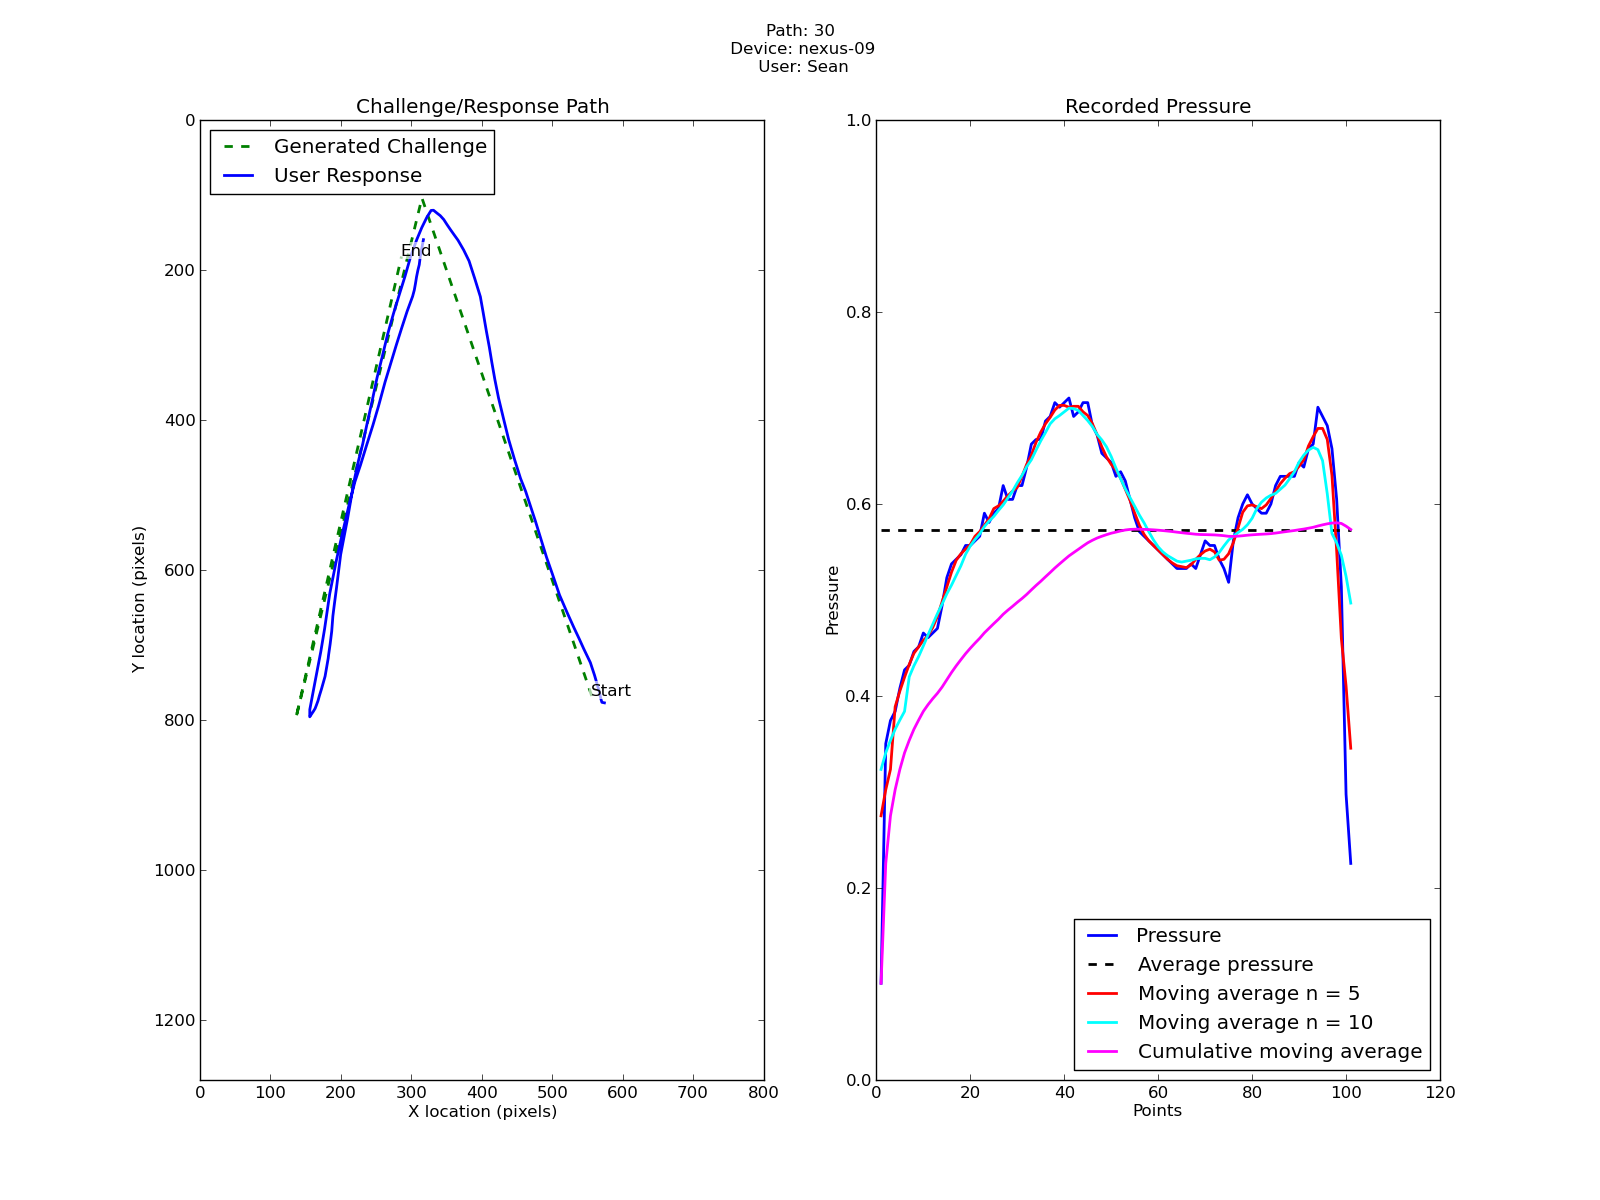 Path: 30
Device: nexus-09
User: Sean
Challenge/Response Path
Generated Challenge
User Response
End
Start
0
200
400
600
800
1000
1200
Y location (pixels)
0 100 200 300 400 500 600 700 800
X location (pixels)
Recorded Pressure
1.0
0.8
0.6
0.4
0.2
0.0
Pressure
Pressure
Average pressure
Moving average n = 5
Moving average n = 10
Cumulative moving average
0 20 40 60 80 100 120
Points